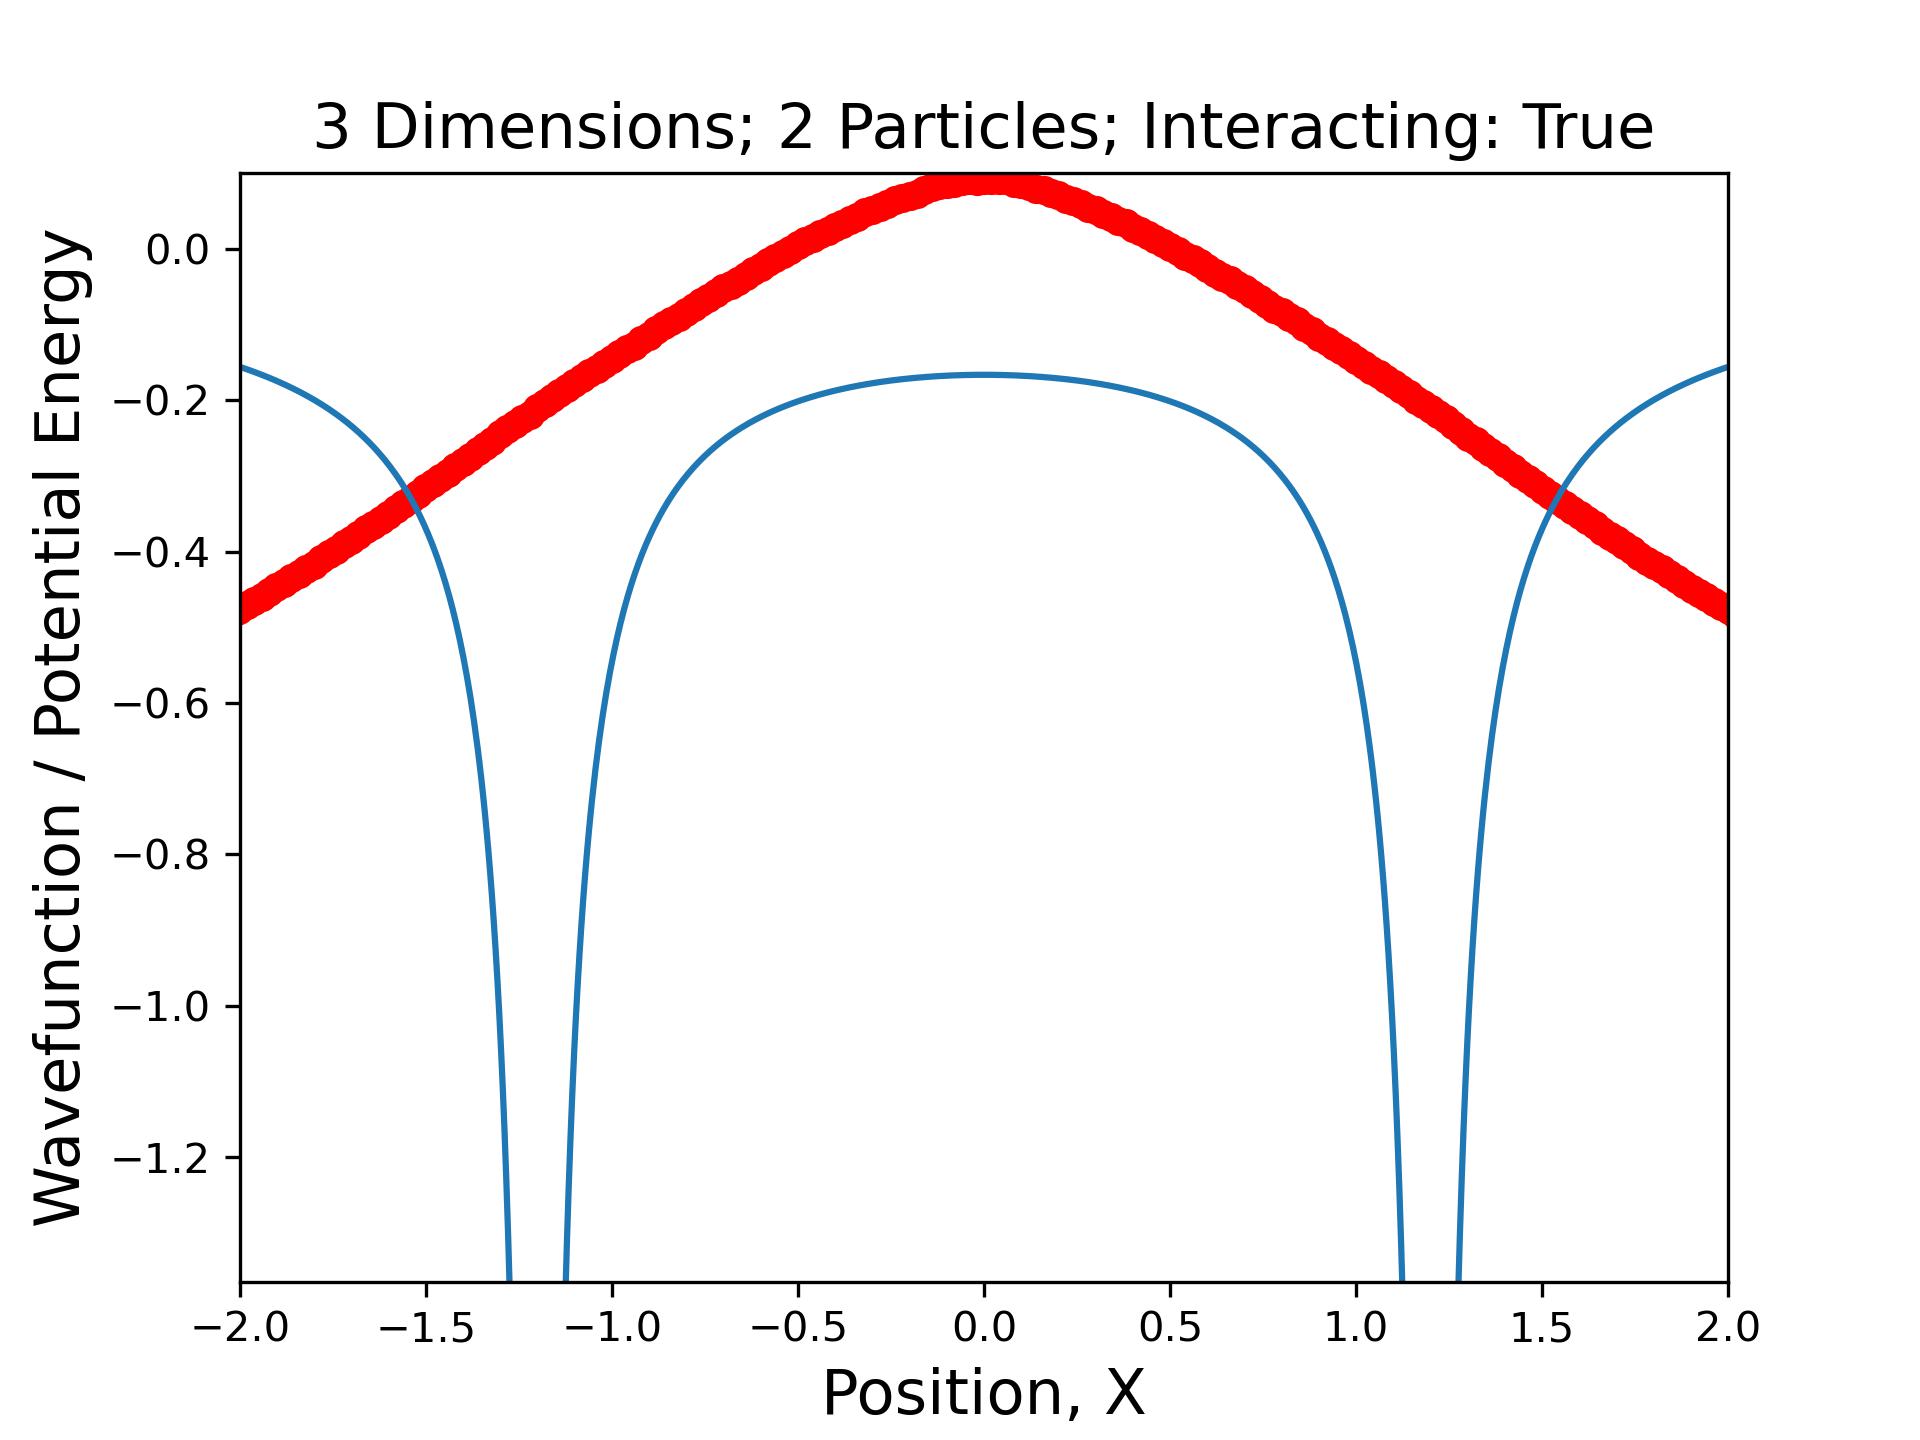 3 Dimensions; 2 Particles; Interacting: True
Wavefunction / Potential Energy
0.0
−0.2
−0.4
−0.6
−0.8
−1.0
−1.2
−2.0 −1.5 −1.0 −0.5 0.0 0.5 1.0 1.5 2.0
Position, X